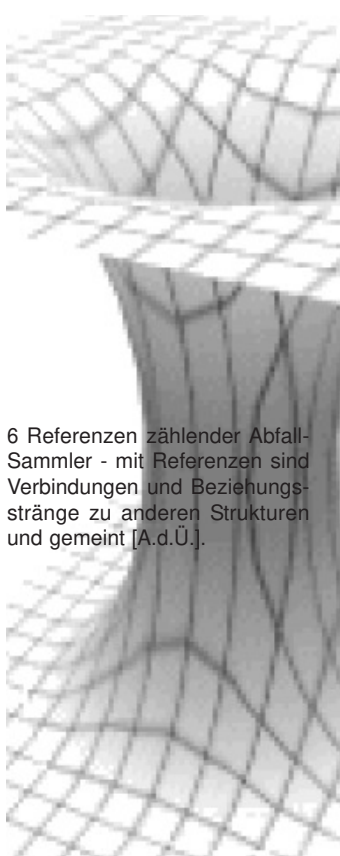 6 Referenzen zählender Abfall-
Sammler - mit Referenzen sind
Verbindungen und Beziehungs-
stränge zu anderen Strukturen
und gemeint [A.d.Ü.].